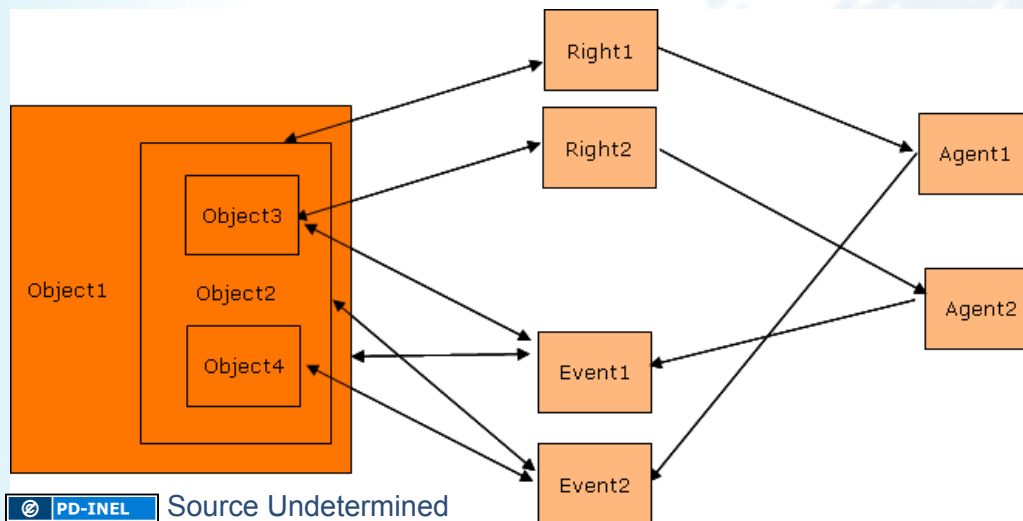 Right1
Right2
Agent1
Object3
Object1
Object2
Agent2
Object4
Event1
Event2
PD-INEL Source Undetermined